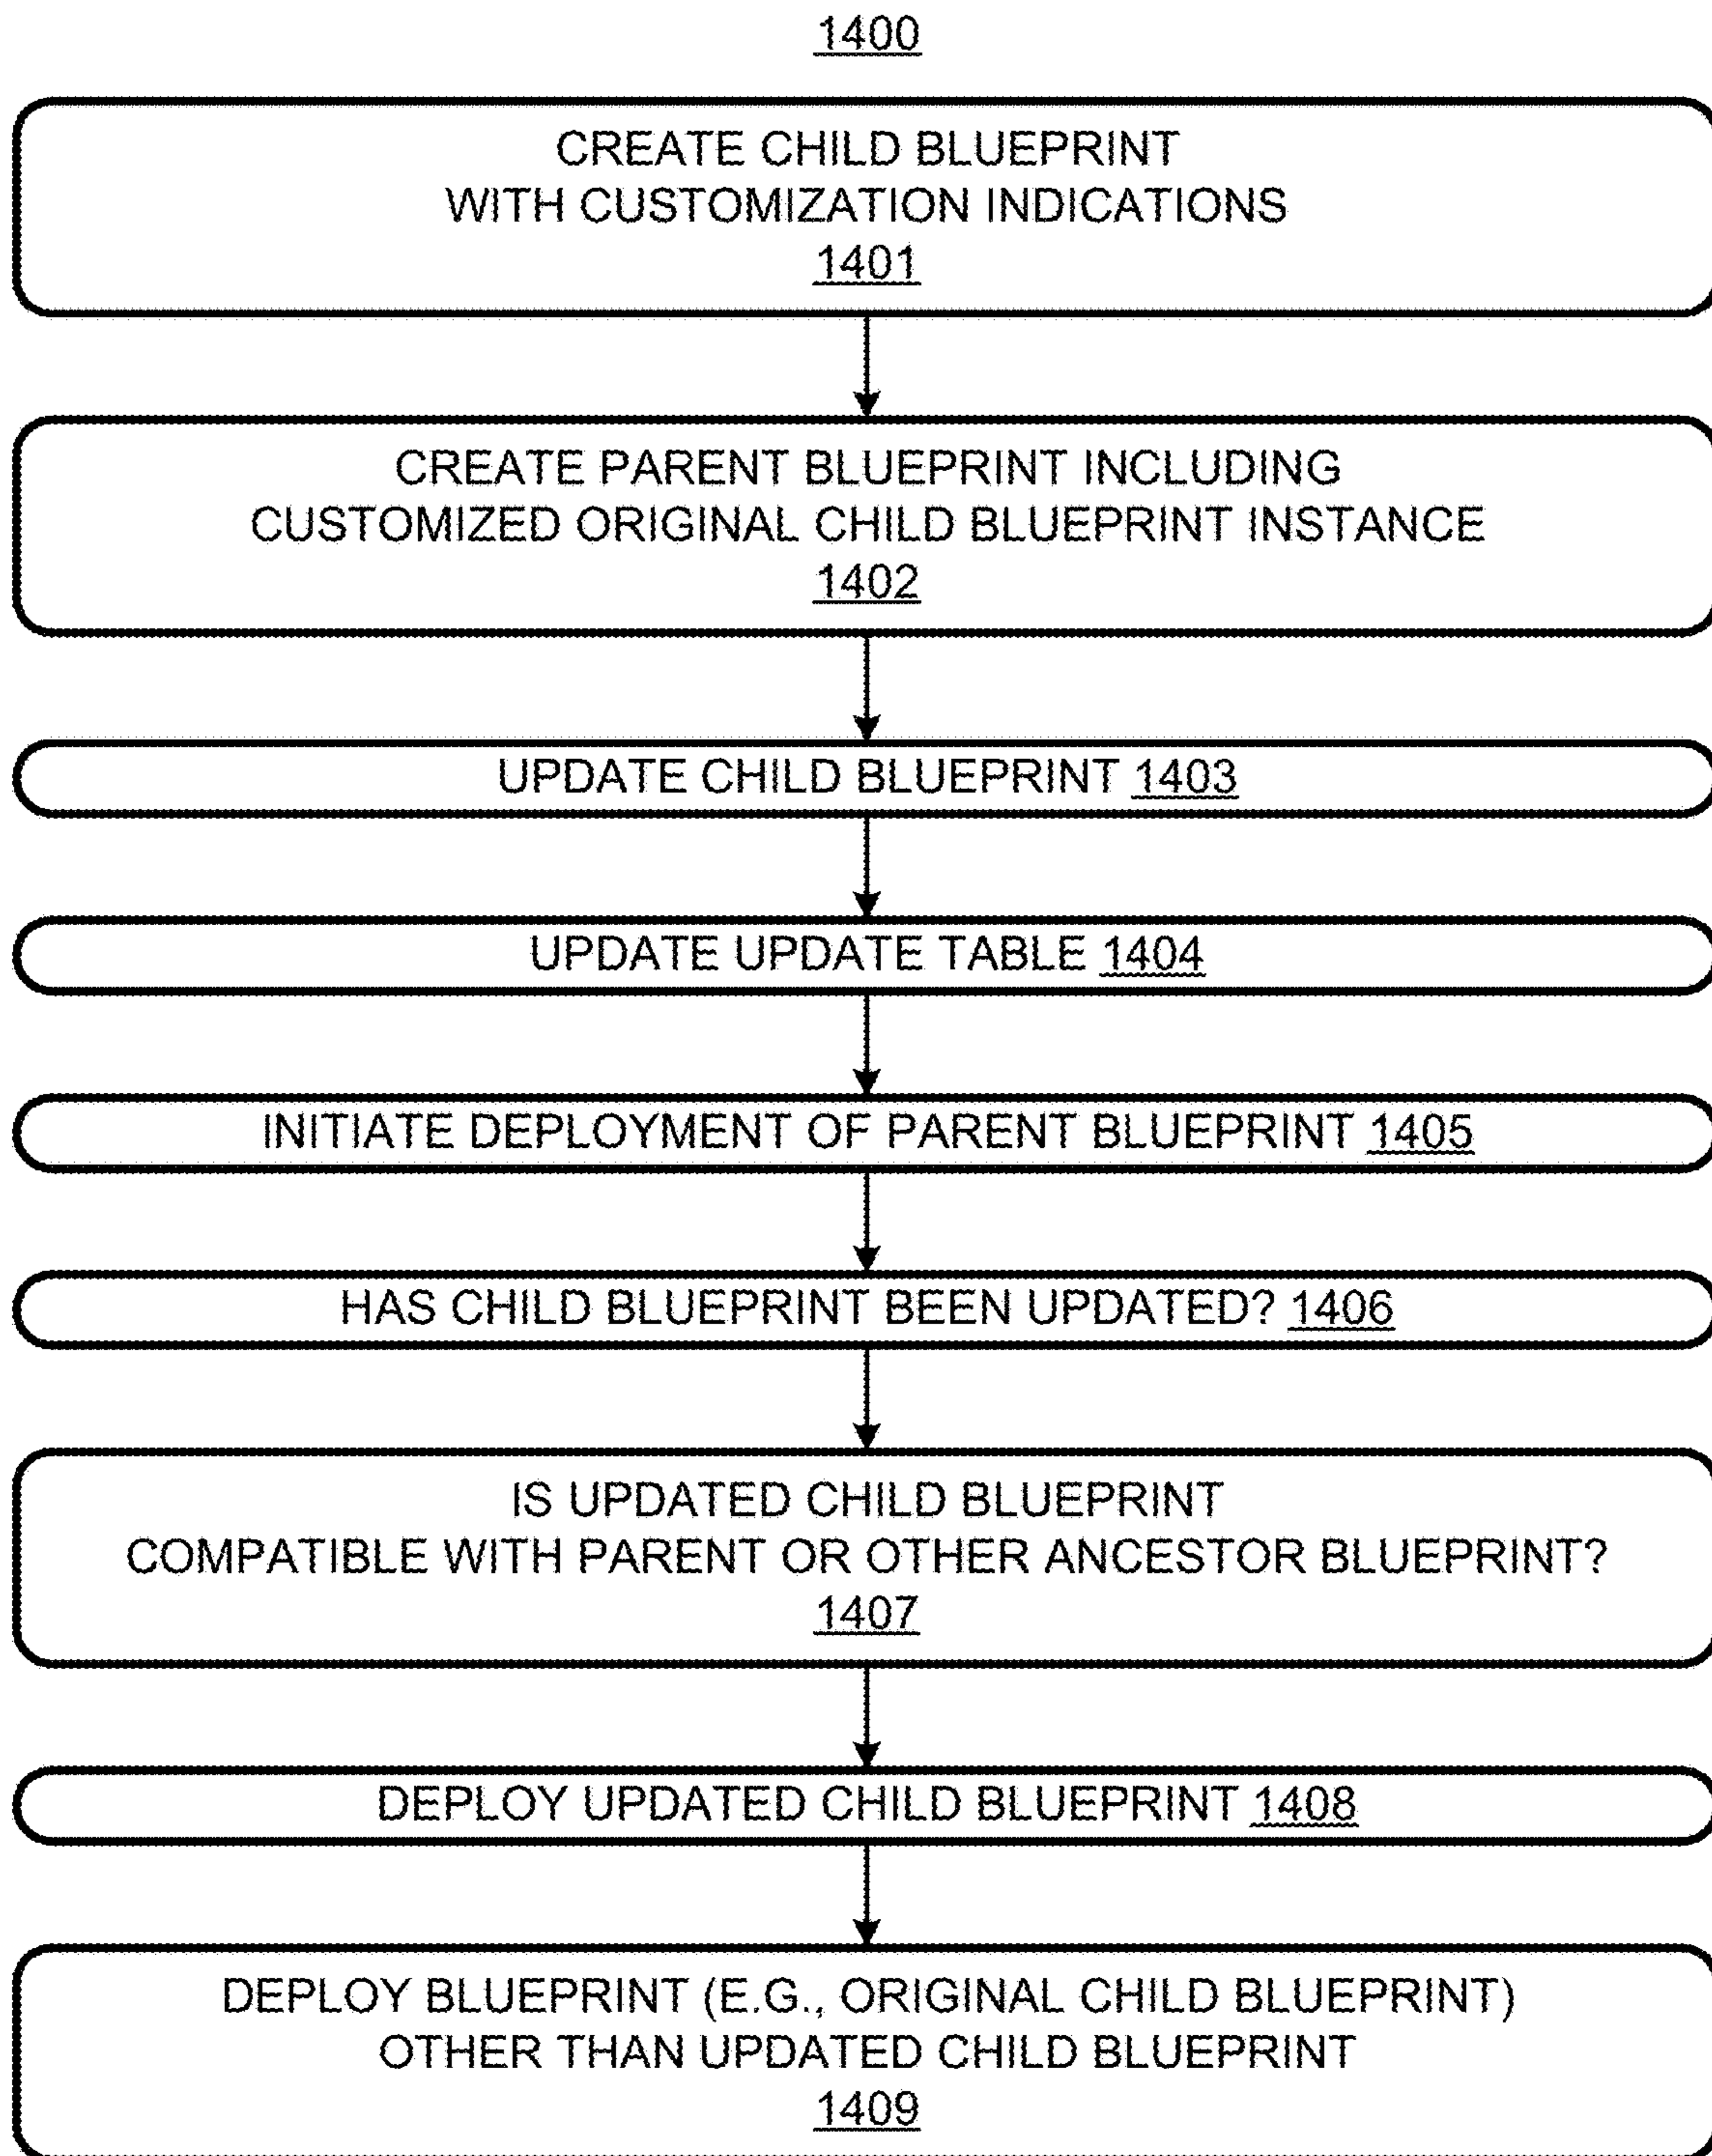 1400
CREATE CHILD BLUEPRINT
WITH CUSTOMIZATION INDICATIONS
1401
CREATE PARENT BLUEPRINT INCLUDING
CUSTOMIZED ORIGINAL CHILD BLUEPRINT INSTANCE
1402
UPDATE CHILD BLUEPRINT 1403
UPDATE UPDATE TABLE 1404
INITIATE DEPLOYMENT OF PARENT BLUEPRINT 1405
HAS CHILD BLUEPRINT BEEN UPDATED? 1406
IS UPDATED CHILD BLUEPRINT
COMPATIBLE WITH PARENT OR OTHER ANCESTOR BLUEPRINT?
1407
DEPLOY UPDATED CHILD BLUEPRINT 1408
DEPLOY BLUEPRINT (E.G., ORIGINAL CHILD BLUEPRINT)
OTHER THAN UPDATED CHILD BLUEPRINT
1409